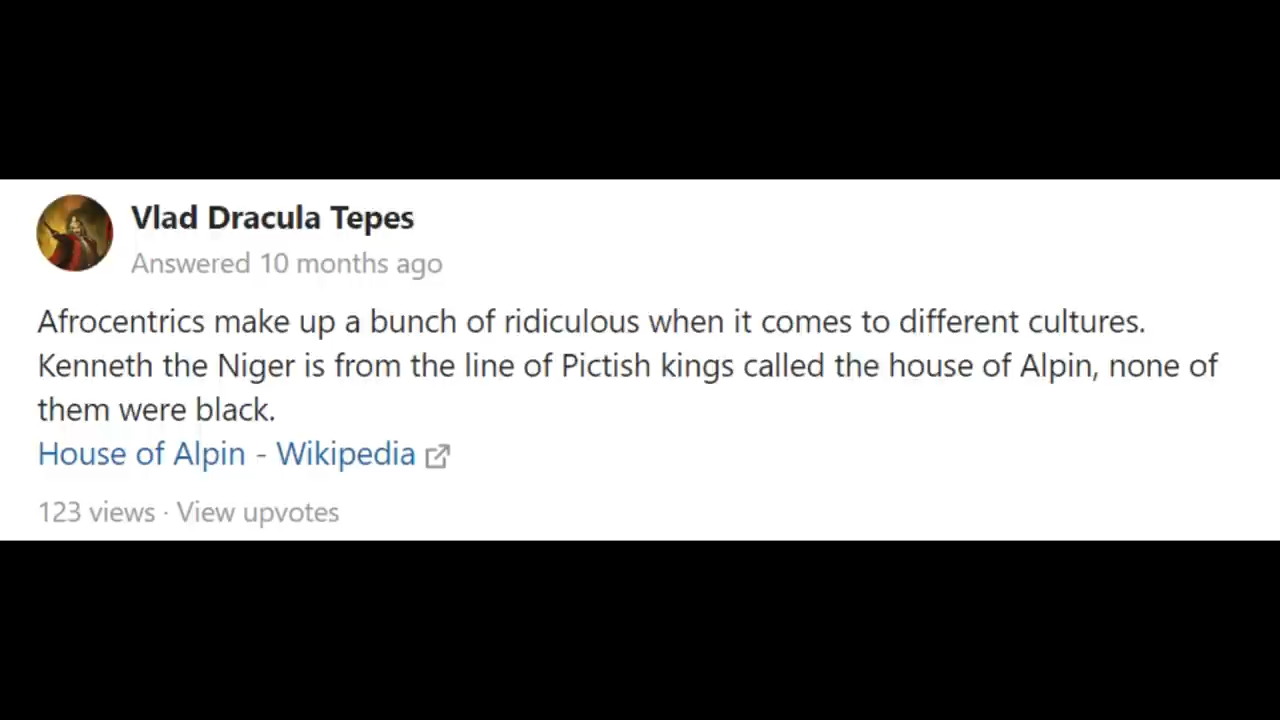 Vlad Dracula Tepes
Answered 10 months ago
Afrocentrics make up a bunch of ridiculous when it comes to different cultures.
Kenneth the Niger is from the line of Pictish kings called the house of Alpin, none of
them were black.
House of Alpin - Wikipedia
123 views · View upvotes